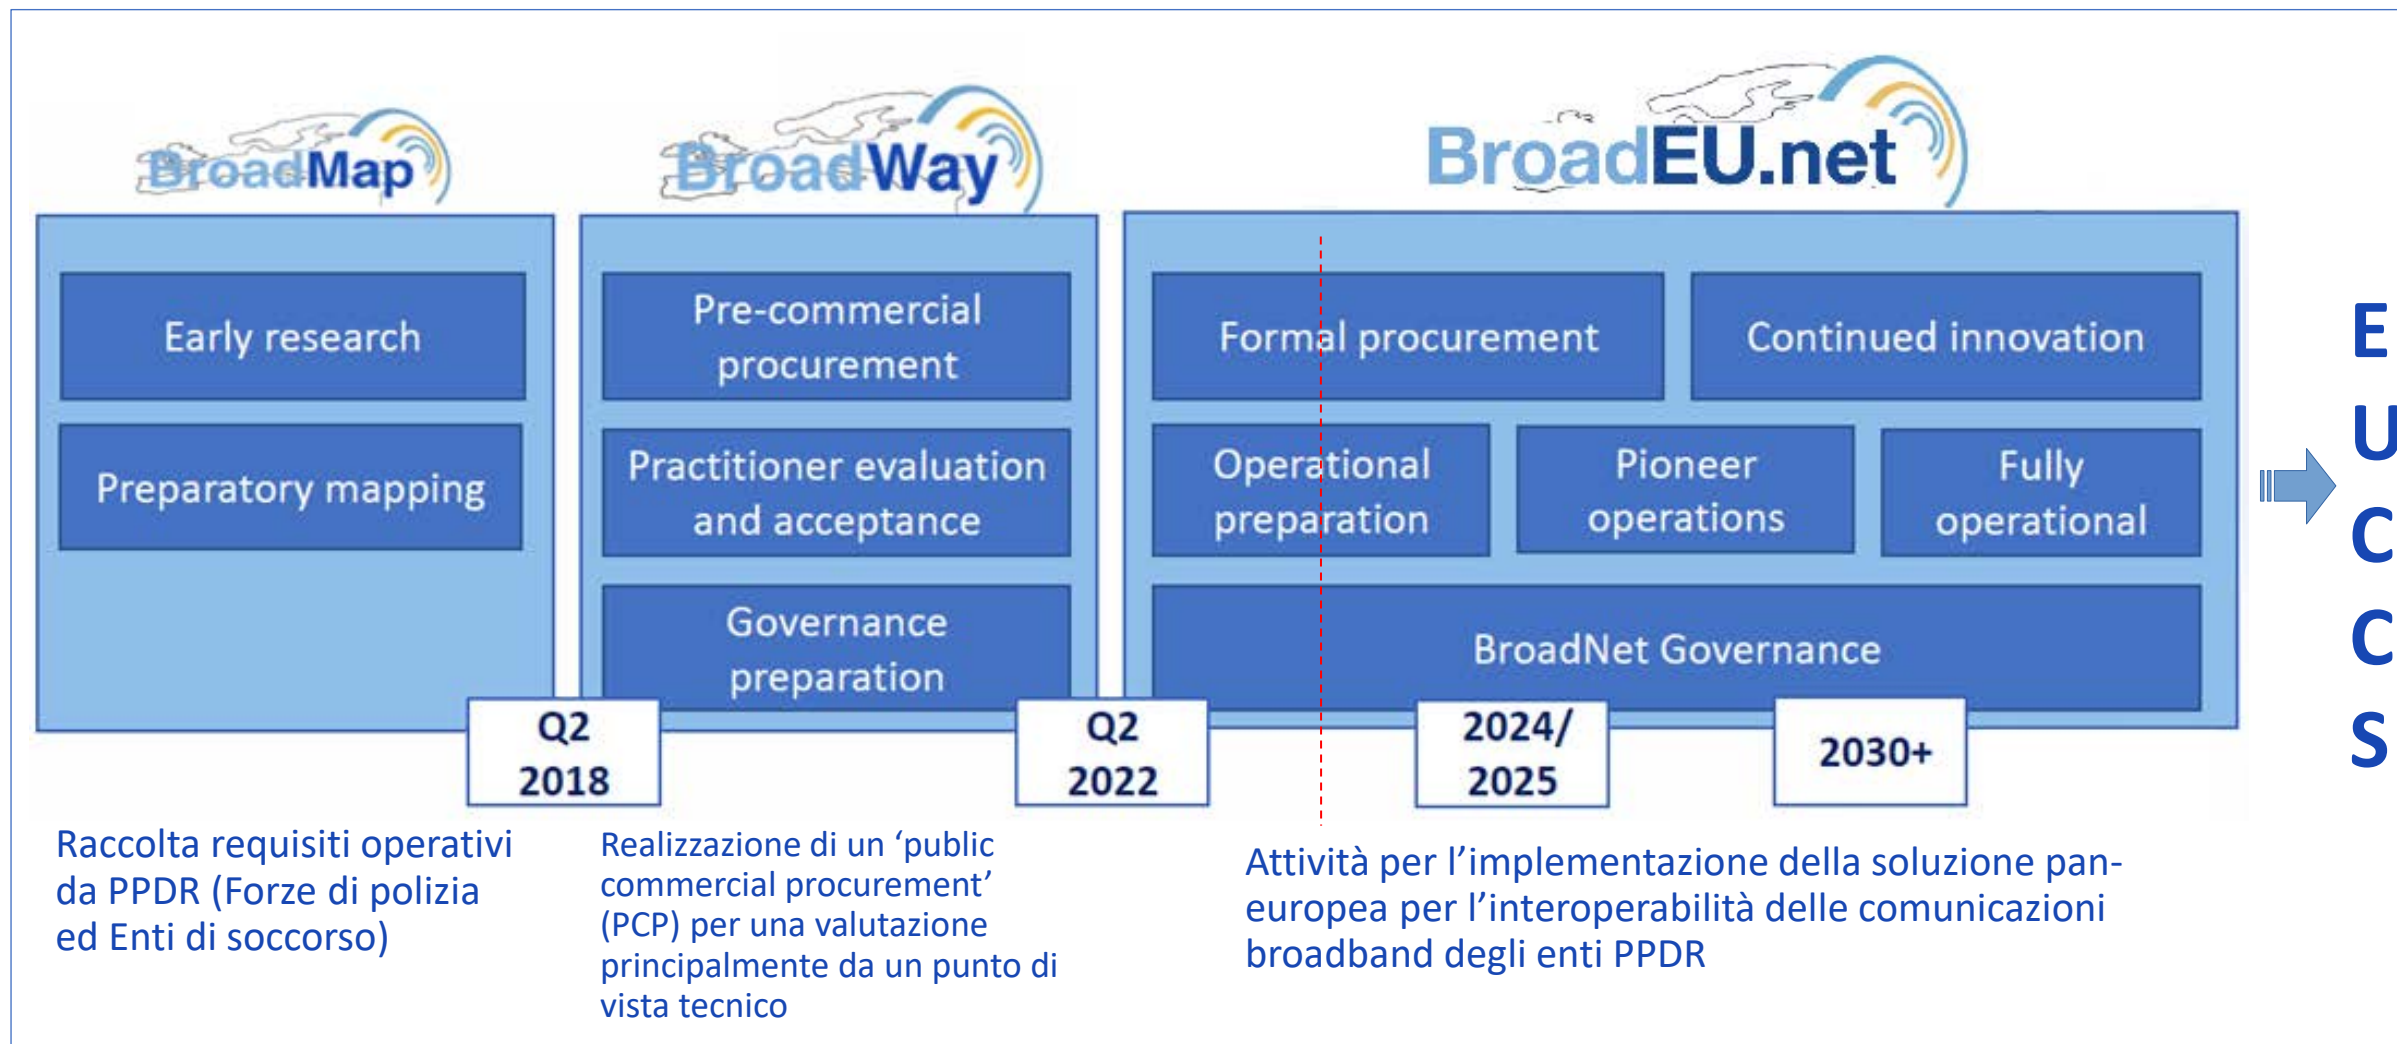 BroadMap
BroadWay
BroadEU.net
Early research
Preparatory mapping
Pre-commercial
procurement
Practitioner evaluation
and acceptance
Governance
preparation
Formal procurement
Continued innovation
Operational
preparation
Pioneer
operations
Fully
operational
BroadNet Governance
Q2
2018
Q2
2022
2024/
2025
2030+
E
U
C
C
S
Raccolta requisiti operativi
da PPDR (Forze di polizia
ed Enti di soccorso)
Realizzazione di un ‘public
commercial procurement’
(PCP) per una valutazione
principalmente da un punto di
vista tecnico
Attività per l’implementazione della soluzione pan-
europea per l’interoperabilità delle comunicazioni
broadband degli enti PPDR